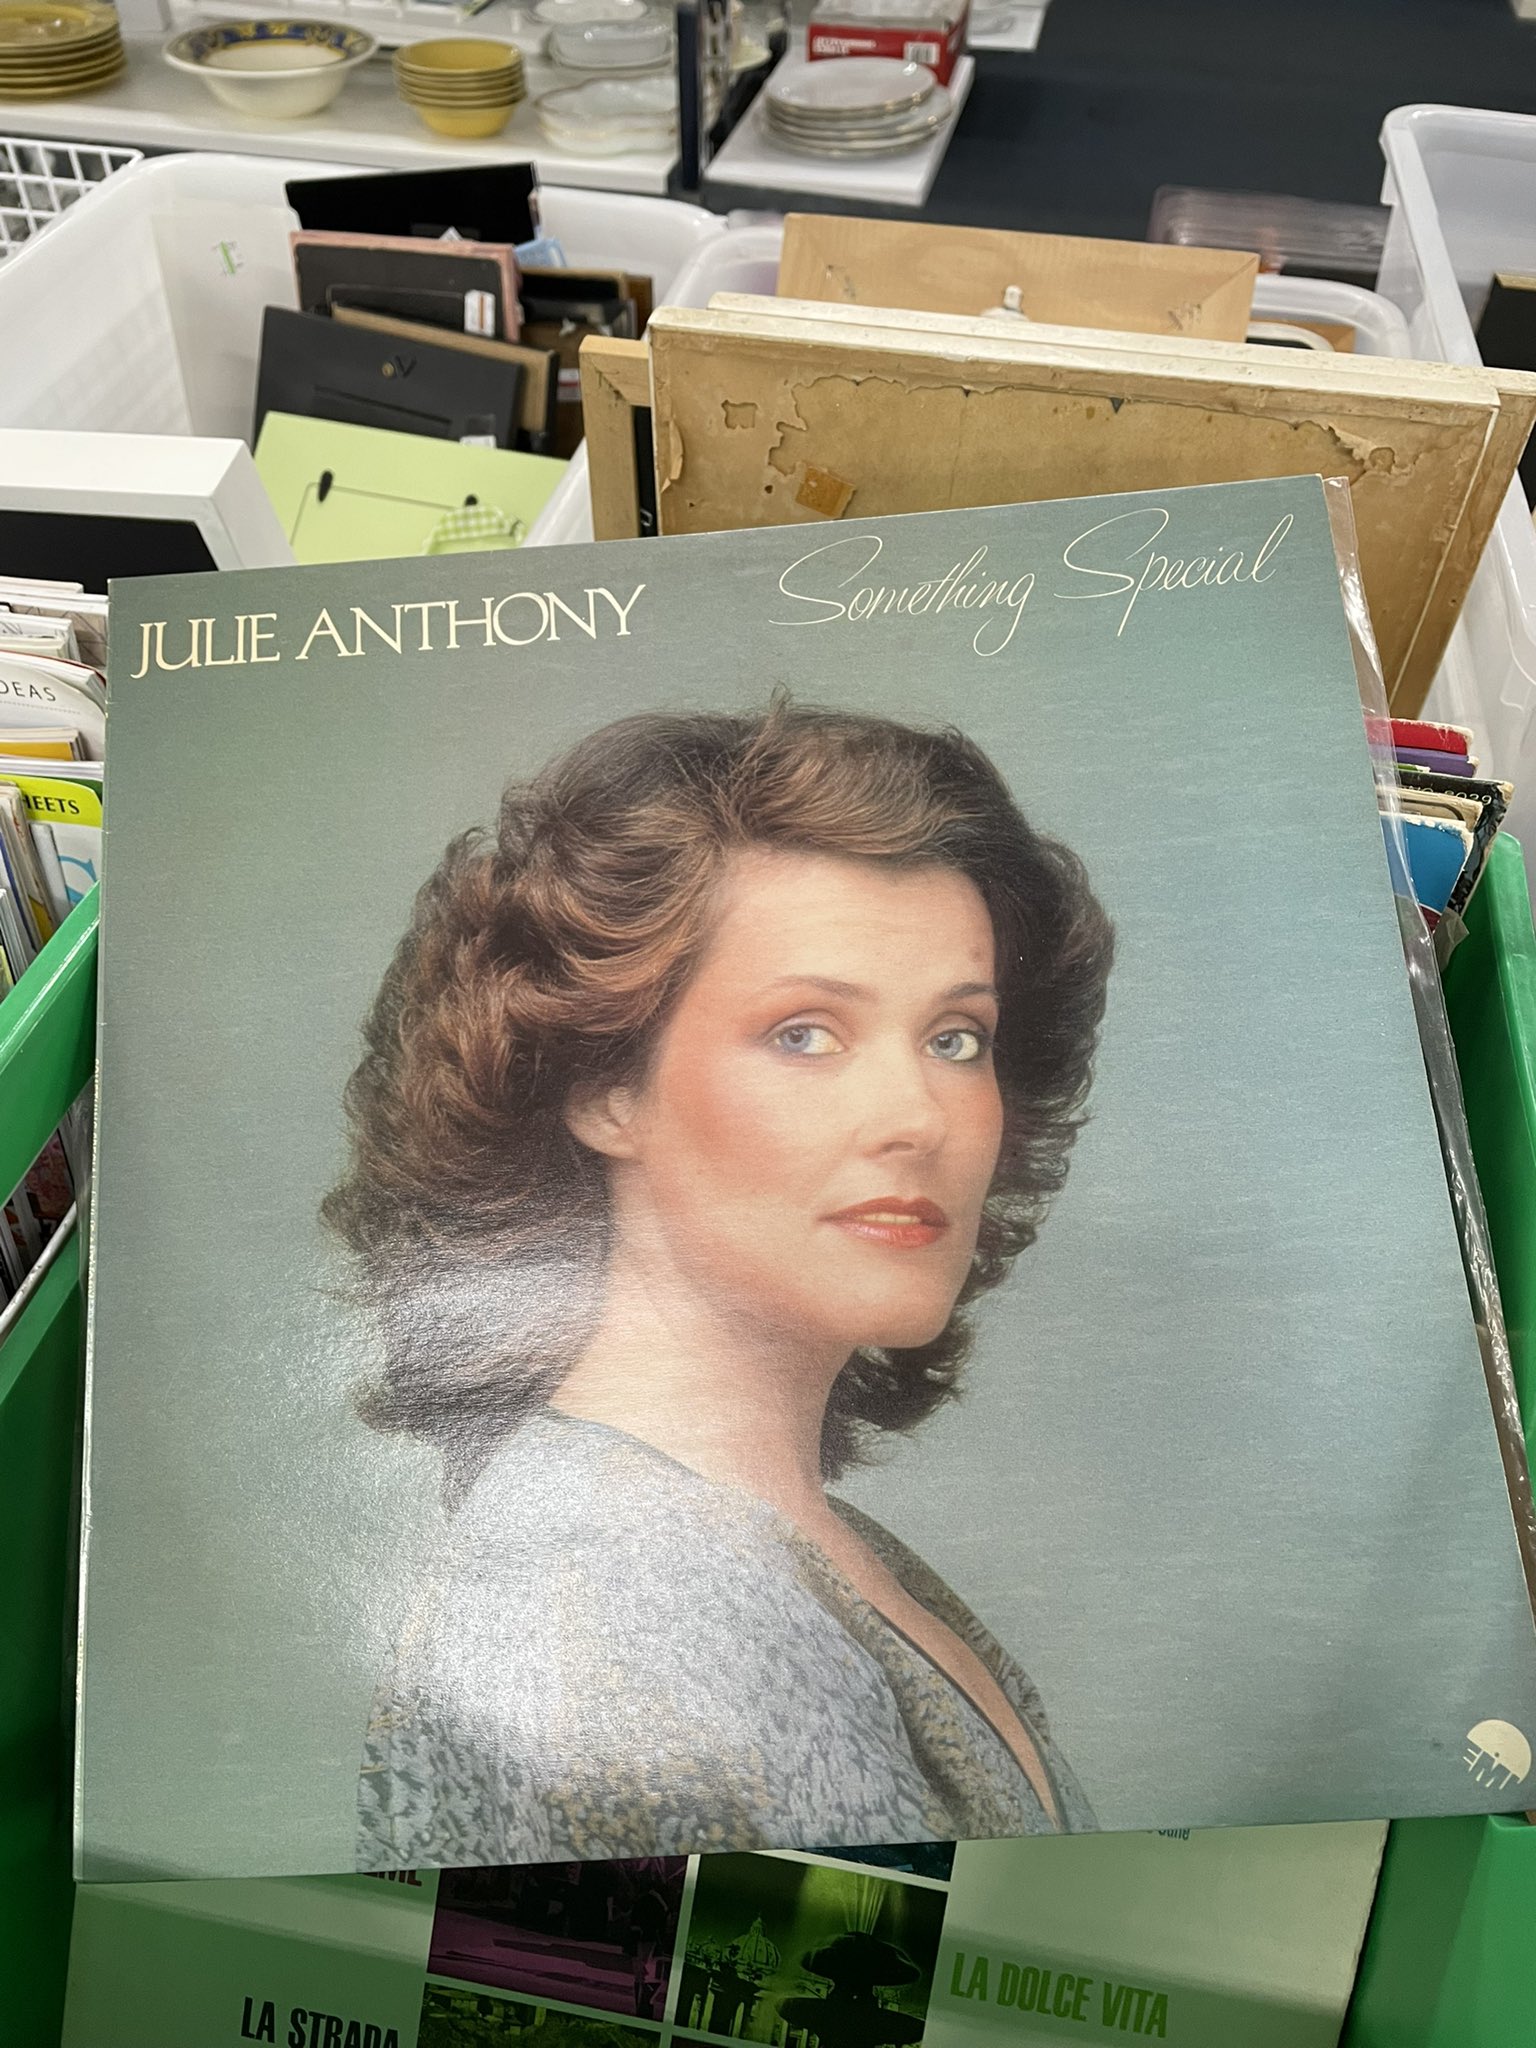 JULIE ANTHONY
Something Special
DEAS
HEETS
EMI
LA STRADA
LA DOLCE VITA